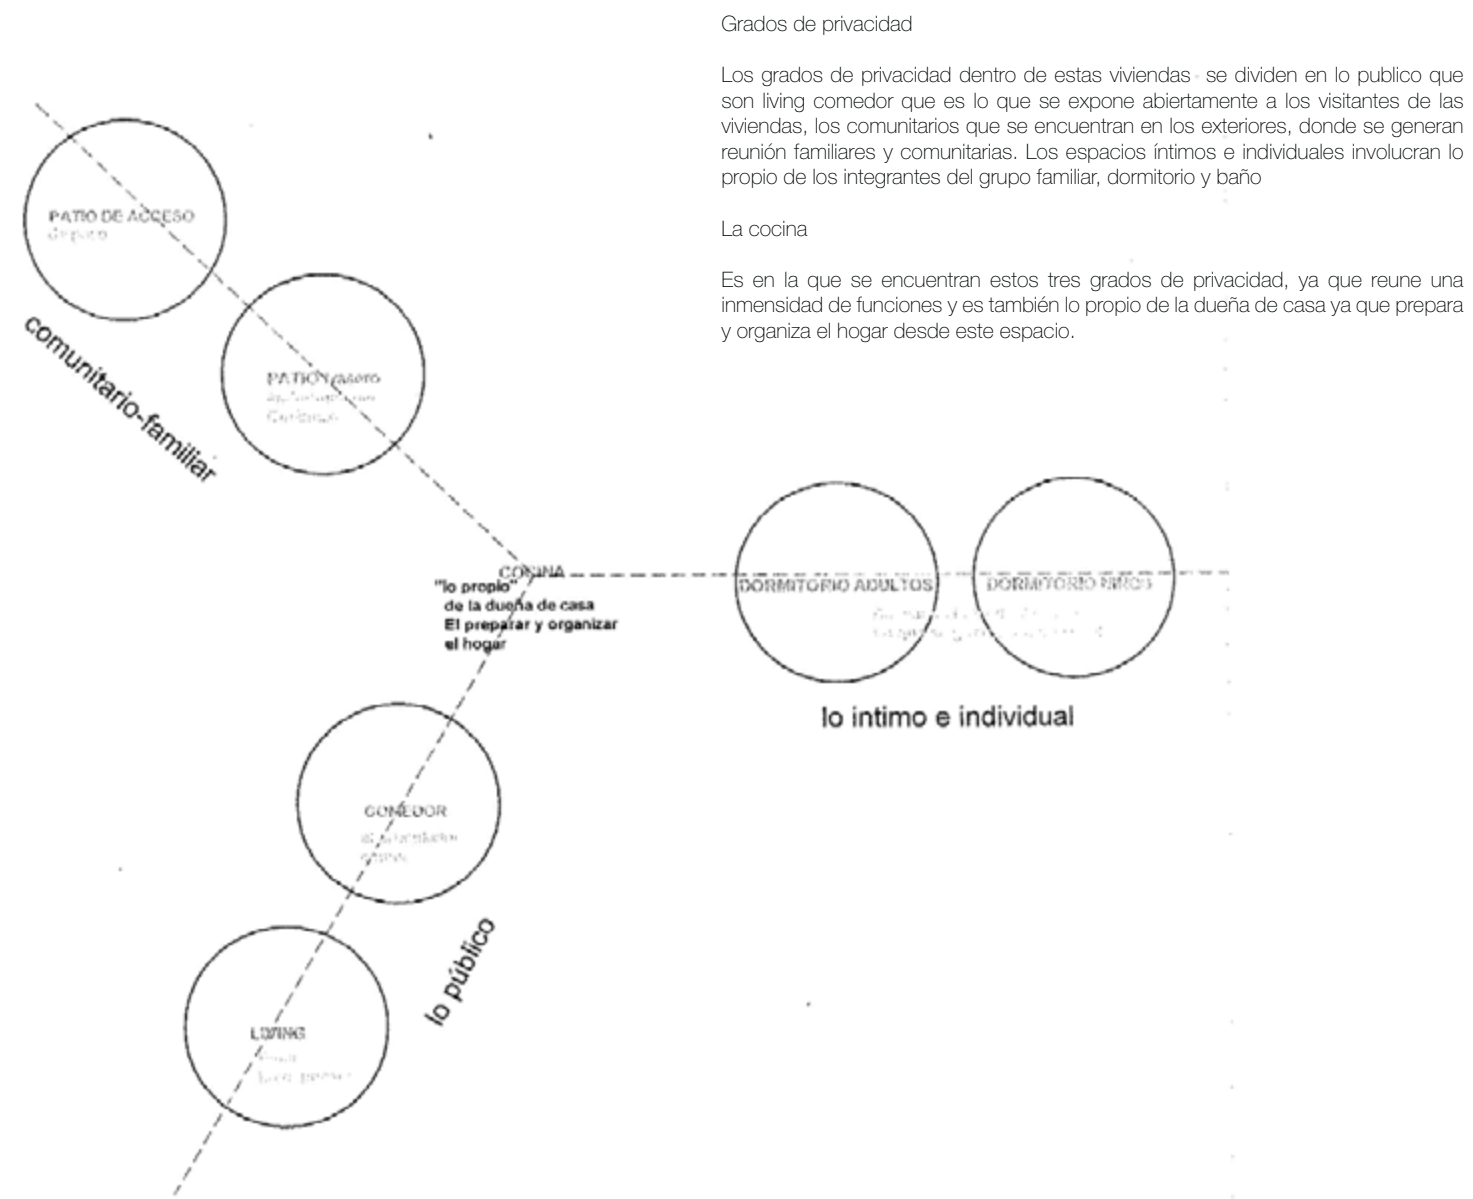 Grados de privacidad
Los grados de privacidad dentro de estas viviendas se dividen en lo publico que
son living comedor que es lo que se expone abiertamente a los visitantes de las
viviendas, los comunitarios que se encuentran en los exteriores, donde se generan
reunión familiares y comunitarias. Los espacios íntimos e individuales involucran lo
propio de los integrantes del grupo familiar, dormitorio y baño
La cocina
Es en la que se encuentran estos tres grados de privacidad, ya que reune una
inmensidad de funciones y es también lo propio de la dueña de casa ya que prepara
y organiza el hogar desde este espacio.
PATIO DE ACCESO
comunitario-familiar
PATIO
COCINA
"lo propio"
de la dueña de casa
El preparar y organizar
el hogar
DORMITORIO ADULTOS
DORMITORIO NIÑOS
lo intimo e individual
COMEDOR
lo público
LIVING